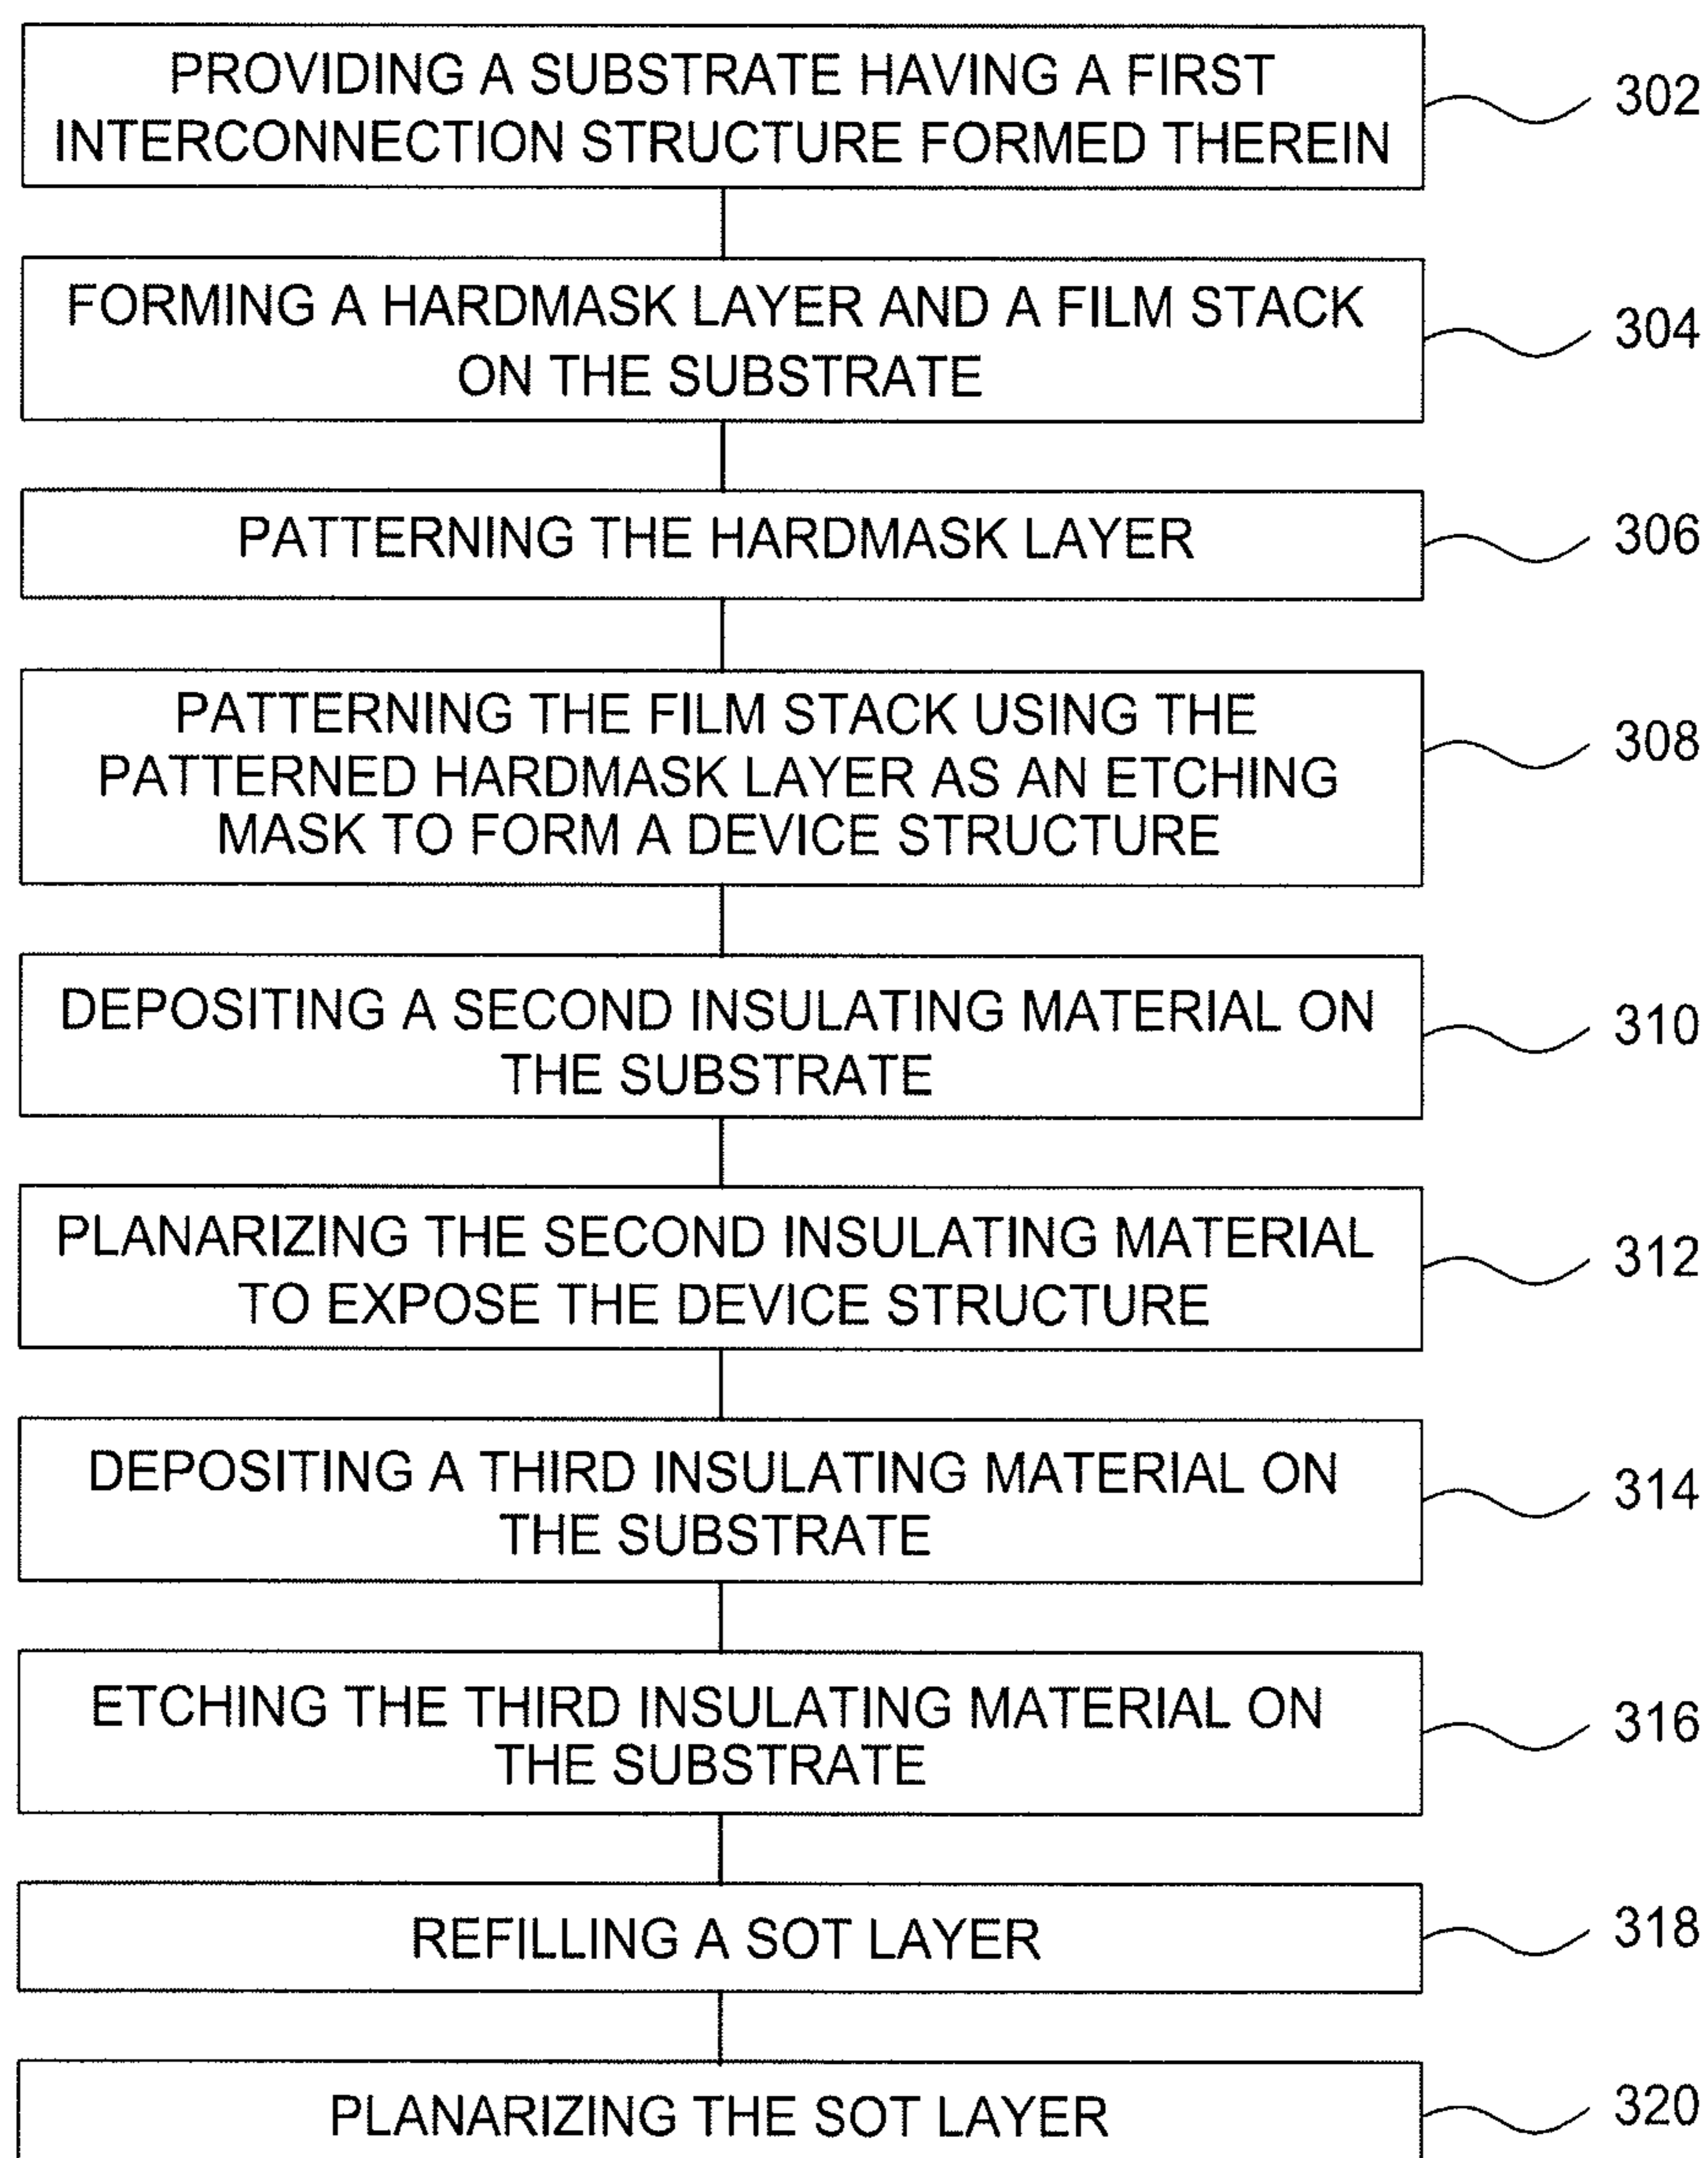 PROVIDING A SUBSTRATE HAVING A FIRST
INTERCONNECTION STRUCTURE FORMED THEREIN
302
FORMING A HARDMASK LAYER AND A FILM STACK
ON THE SUBSTRATE
304
PATTERNING THE HARDMASK LAYER
306
PATTERNING THE FILM STACK USING THE
PATTERNED HARDMASK LAYER AS AN ETCHING
MASK TO FORM A DEVICE STRUCTURE
308
DEPOSITING A SECOND INSULATING MATERIAL ON
THE SUBSTRATE
310
PLANARIZING THE SECOND INSULATING MATERIAL
TO EXPOSE THE DEVICE STRUCTURE
312
DEPOSITING A THIRD INSULATING MATERIAL ON
THE SUBSTRATE
314
ETCHING THE THIRD INSULATING MATERIAL ON
THE SUBSTRATE
316
REFILLING A SOT LAYER
318
PLANARIZING THE SOT LAYER
320